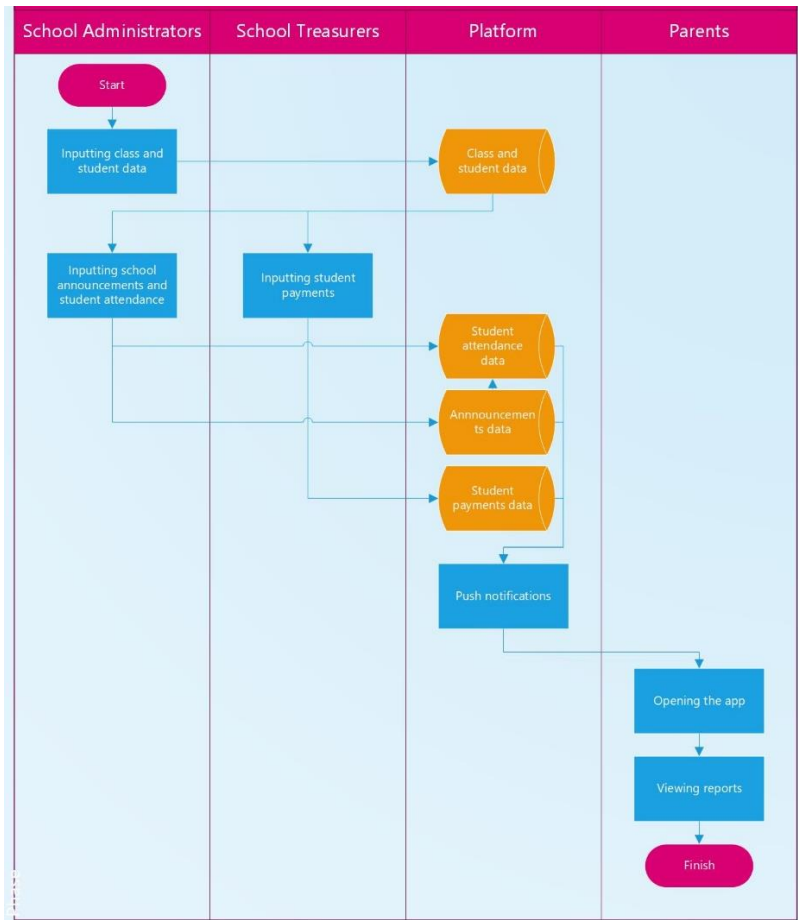 School Administrators
School Treasurers
Platform
Parents
Start
Inputting class and
student data
Class and
student data
Inputting school
announcements and
student attendance
Inputting student
payments
Student
attendance
data
Annnouncemen
ts data
Student
payments data
Push notifications
Opening the app
Viewing reports
Finish